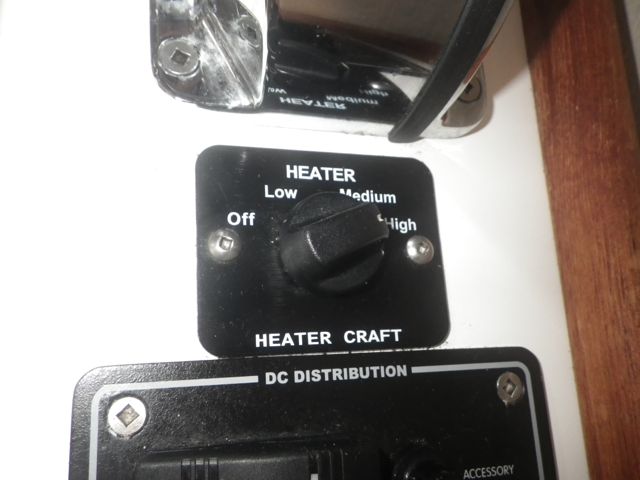 HEATER
Low Medium
Off High
HEATER CRAFT
DC DISTRIBUTION
ACCESSORY